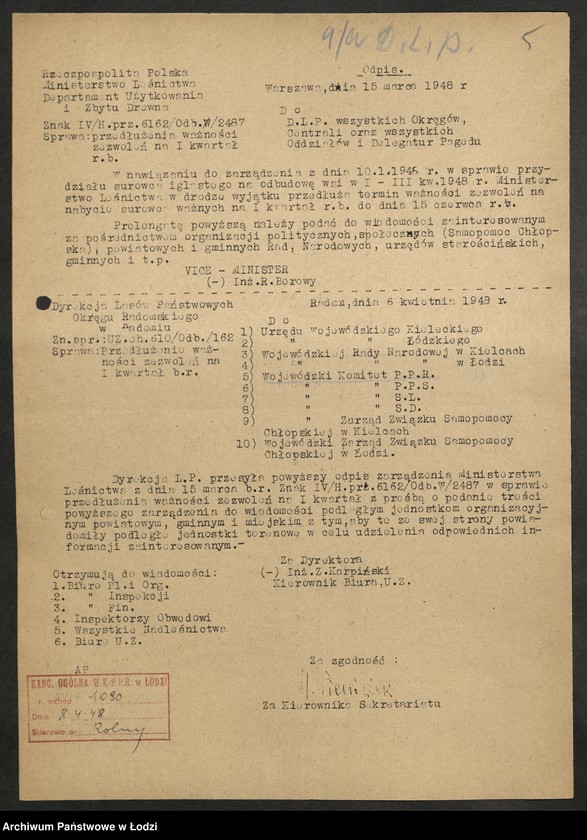 a/a D.L.P. 5
Rzeczpospolita Polska
Ministerstwo Leśnictwa
Departament Użytkowania
i Zbytu Drewna
Znak IV/H.prz.6162/Odb.W/2487
Sprawa:przedłużenia ważności
zezwoleń na I kwartał
r.b.
Odpis.
Warszawa,dnia 15 marca 1948 r
D o
D.L.P. wszystkich Okręgów,
Centrali oraz wszystkich
Oddziałów i Delegatur Pagedu
W nawiązaniu do zarządzenia z dnia 10.1.1948 r. w sprawie przy-
działu surowca iglastego na odbudowę wsi w I - III kw.1948 r. Minister-
stwo Leśnictwa w drodze wyjątku przedłuża termin ważności zezwoleń na
nabycie surowca ważnych na I kwartał r.b. do dnia 15 czerwca r.b.
Prolongatę powyższą należy podać do wiadomości zainteresowanym
za pośrednictwem organizacji politycznych,społecznych (Samopomoc Chłop-
ska), powiatowych i gminnych Rad, Narodowych, urzędów starościńskich,
gminnych i t.p.
VICE - MINISTER
(-) Inż.R.Borowy
Dyrekcja Lasów Państwowych
Okręgu Radomskiego
w Radomiu
Zn.spr.:UZ.ch.610/Odb./162
Sprawa:Przedłużenie waż-
ności zezwoleń na
I kwartał b.r.
Radom,dnia 6 kwietnia 1948 r.
D o
1) Urzędu Wojewódzkiego Kieleckiego
2) " " Łódzkiego
3) Wojewódzkiej Rady Narodowej w Kielcach
4) " " " w Łodzi
5) Wojewódzki Komitet P.P.R.
6) " " P.P.S.
7) " " S.L.
8) " " S.D.
9) " Zarząd Związku Samopomocy
Chłopskiej w Kielcach
10) Wojewódzki Zarząd Związku Samopomocy
Chłopskiej w Łodzi.
Dyrekcja L.P. przesyła powyższy odpis zarządzenia Ministerstwa
Leśnictwa z dnia 15 marca b.r. Znak IV/H.prz.6162/Odb.W/2487 w sprawie
przedłużenia ważności zezwoleń na I kwartał z prośbą o podanie treści
powyższego zarządzenia do wiadomości podległym jednostkom organizacyj-
nym powiatowym, gminnym i miejskim z tym,aby te ze swej strony powia-
domiły podległe jednostki terenowe w celu udzielenia odpowiednich in-
formacji zainteresowanym.-
Za Dyrektora
(-) Inż.Z.Karpiński
Kierownik Biura,U.Z.
Otrzymują do wiadomości:
1.Biuro Pl.i Org.
2. " Inspekcji
3. " Fin.
4. Inspektorzy Obwodowi
5. Wszystkie Nadleśnictwa
6. Biuro U.Z.
AP
Za zgodność :
Za Kierownika Sekretariatu
KANC. OGÓLNA W.K.P.P.R. w ŁODZI
r. wchod 1090
Dnia 8.4.48
Skierowano Rolny
Archiwum Państwowe w Łodzi